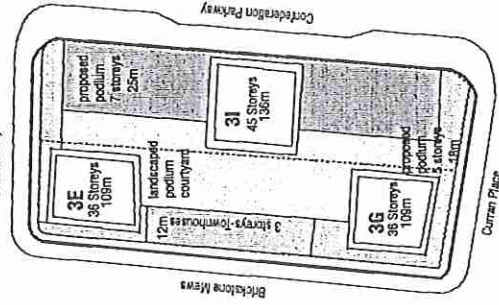 Confederation Parkway
proposed
podium
7 storeys
25m
3I
45 Storeys
136m
3E
36 Storeys
109m
landscaped
podium
courtyard
12m
3 storeys-Townhouses
proposed
podium
5 storeys
18m
3G
36 Storeys
109m
Brickstone Mews
Curran Place